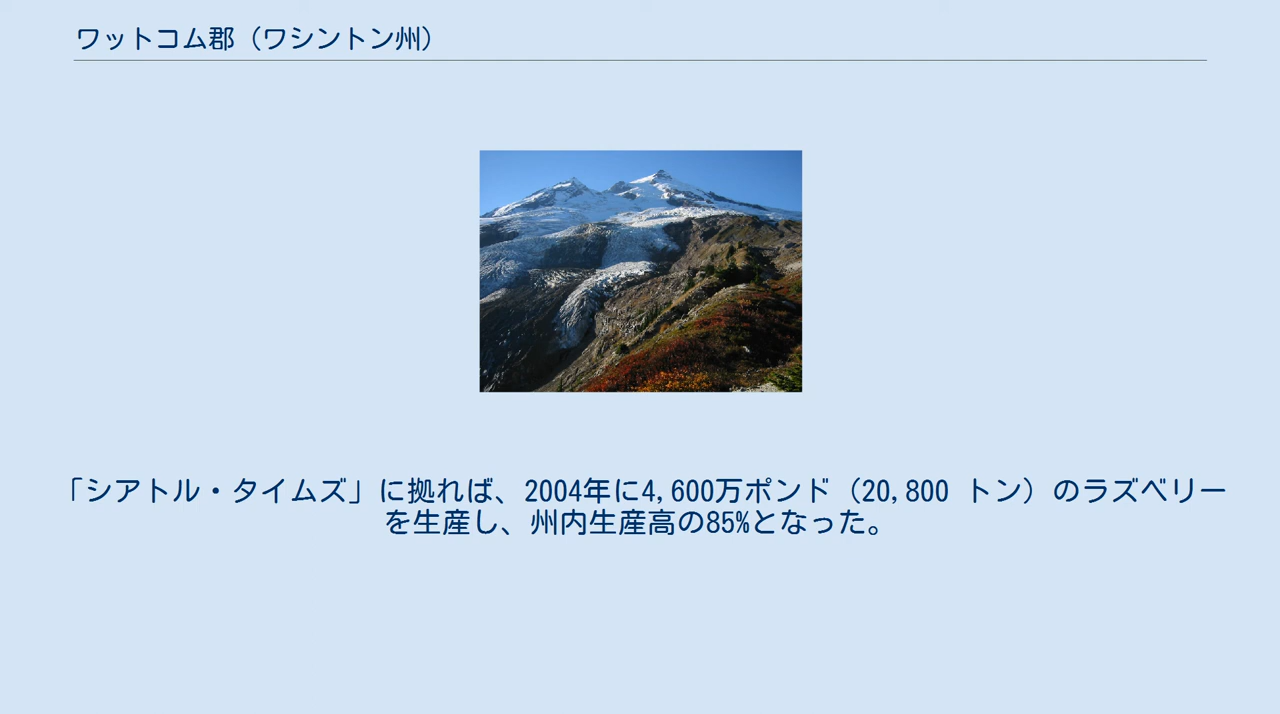 ワットコム郡（ワシントン州）
「シアトル・タイムズ」に拠れば、2004年に4,600万ポンド（20,800 トン）のラズベリー
を生産し、州内生産高の85%となった。